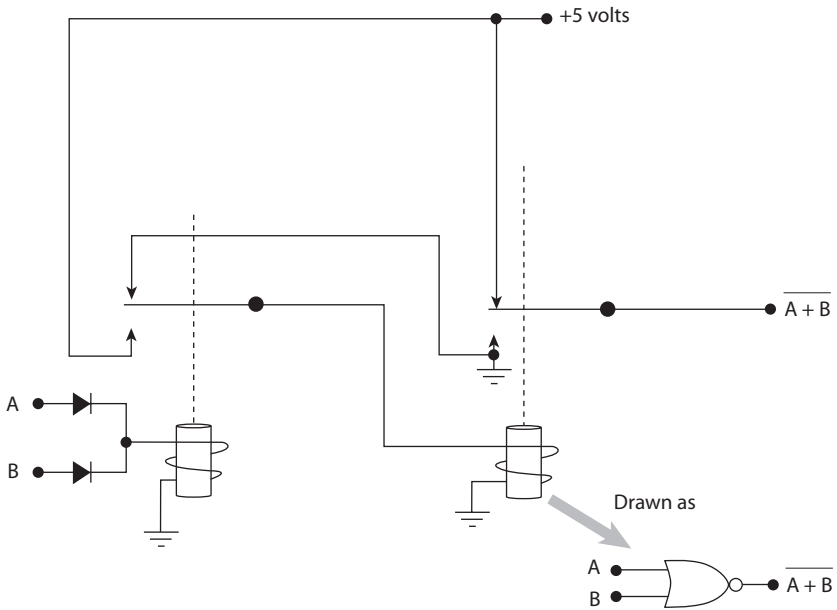 +5 volts
A̅ ̅+̅ ̅B̅
A
B
Drawn as
A
A̅ ̅+̅ ̅B̅
B